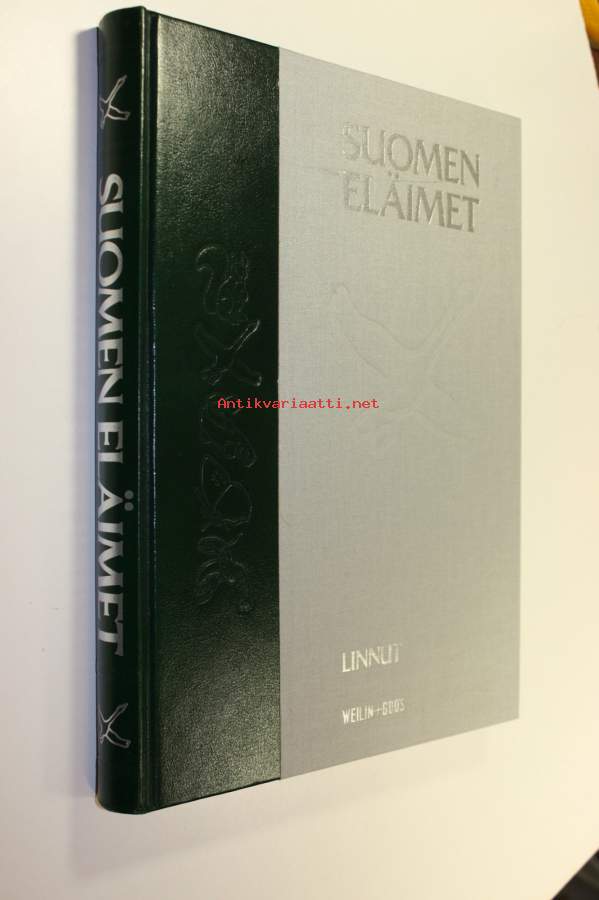 SUOMEN ELÄIMET
SUOMEN
ELÄIMET
Antikvariaatti.net
LINNUT
WEILIN+GÖÖS